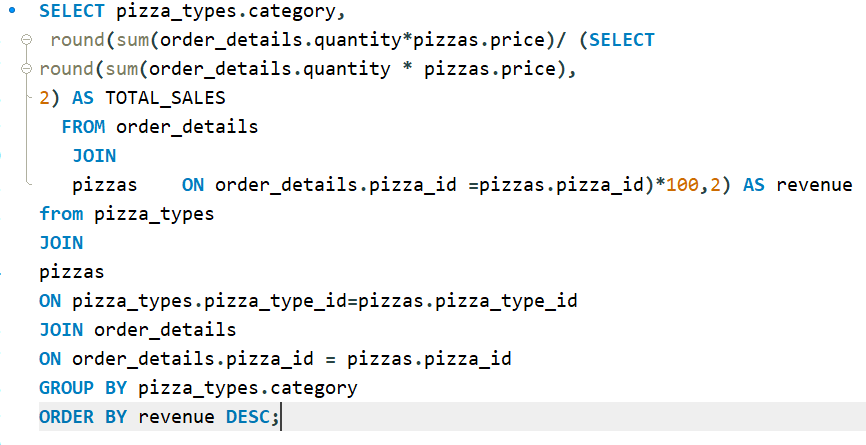 SELECT pizza_types.category,
round(sum(order_details.quantity*pizzas.price)/ (SELECT
round(sum(order_details.quantity * pizzas.price),
2) AS TOTAL_SALES
FROM order_details
JOIN
pizzas    ON order_details.pizza_id =pizzas.pizza_id)*100,2) AS revenue
from pizza_types
JOIN
pizzas
ON pizza_types.pizza_type_id=pizzas.pizza_type_id
JOIN order_details
ON order_details.pizza_id = pizzas.pizza_id
GROUP BY pizza_types.category
ORDER BY revenue DESC;